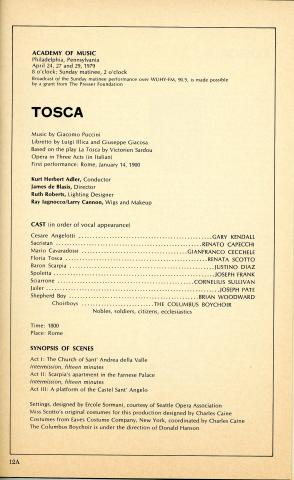 ACADEMY OF MUSIC
Philadelphia, Pennsylvania
April 24, 27 and 29, 1979
8 o'clock; Sunday matinee, 2 o'clock
Broadcast of the Sunday matinee performance over WUHY-FM, 90.9, is made possible
by a grant from The Presser Foundation
TOSCA
Music by Giacomo Puccini
Libretto by Luigi Illica and Giuseppe Giacosa
Based on the play La Tosca by Victorien Sardou
Opera in Three Acts (in Italian)
First performance: Rome, January 14, 1900
Kurt Herbert Adler, Conductor
James de Blasis, Director
Ruth Roberts, Lighting Designer
Ray Iagnocco/Larry Cannon, Wigs and Makeup
CAST (in order of vocal appearance)
Cesare Angelotti ... GARY KENDALL
Sacristan ... RENATO CAPECCHI
Mario Cavaradossi ... GIANFRANCO CECCHELE
Floria Tosca ... RENATA SCOTTO
Baron Scarpia ... JUSTINO DIAZ
Spoletta ... JOSEPH FRANK
Sciarrone ... CORNELIUS SULLIVAN
Jailer ... JOSEPH PATE
Shepherd Boy ... BRIAN WOODWARD
Choirboys ... THE COLUMBUS BOYCHOIR
Nobles, soldiers, citizens, ecclesiastics
Time: 1800
Place: Rome
SYNOPSIS OF SCENES
Act I: The Church of Sant' Andrea della Valle
Intermission, fifteen minutes
Act II: Scarpia's apartment in the Farnese Palace
Intermission, fifteen minutes
Act III: A platform of the Castel Sant' Angelo
Settings, designed by Ercole Sormani, courtesy of Seattle Opera Association
Miss Scotto's original costumes for this production designed by Charles Caine
Costumes from Eaves Costume Company, New York, coordinated by Charles Caine
The Columbus Boychoir is under the direction of Donald Hanson
12A